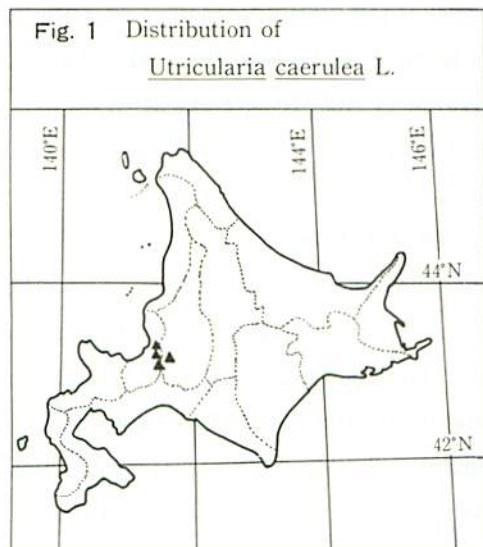 Fig. 1 Distribution of
Utricularia caerulea L.
140°E
144°E
146°E
44°N
42°N